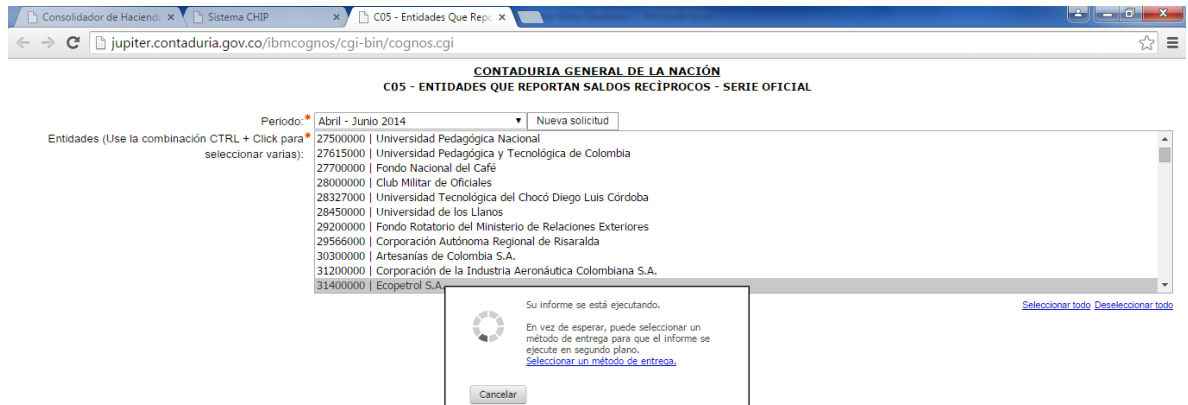 Consolidador de Haciend
Sistema CHIP
C05 - Entidades Que Repo
jupiter.contaduria.gov.co/ibmcognos/cgi-bin/cognos.cgi
CONTADURIA GENERAL DE LA NACIÓN
C05 - ENTIDADES QUE REPORTAN SALDOS RECÌPROCOS - SERIE OFICIAL
Periodo:* Abril - Junio 2014 Nueva solicitud
Entidades (Use la combinación CTRL + Click para* seleccionar varias):
27500000 | Universidad Pedagógica Nacional
27615000 | Universidad Pedagógica y Tecnológica de Colombia
27700000 | Fondo Nacional del Café
28000000 | Club Militar de Oficiales
28327000 | Universidad Tecnológica del Chocó Diego Luis Córdoba
28450000 | Universidad de los Llanos
29200000 | Fondo Rotatorio del Ministerio de Relaciones Exteriores
29566000 | Corporación Autónoma Regional de Risaralda
30300000 | Artesanías de Colombia S.A.
31200000 | Corporación de la Industria Aeronáutica Colombiana S.A.
31400000 | Ecopetrol S.A.
Seleccionar todo Deseleccionar todo
Su informe se está ejecutando.
En vez de esperar, puede seleccionar un
método de entrega para que el informe se
ejecute en segundo plano.
Seleccionar un método de entrega.
Cancelar